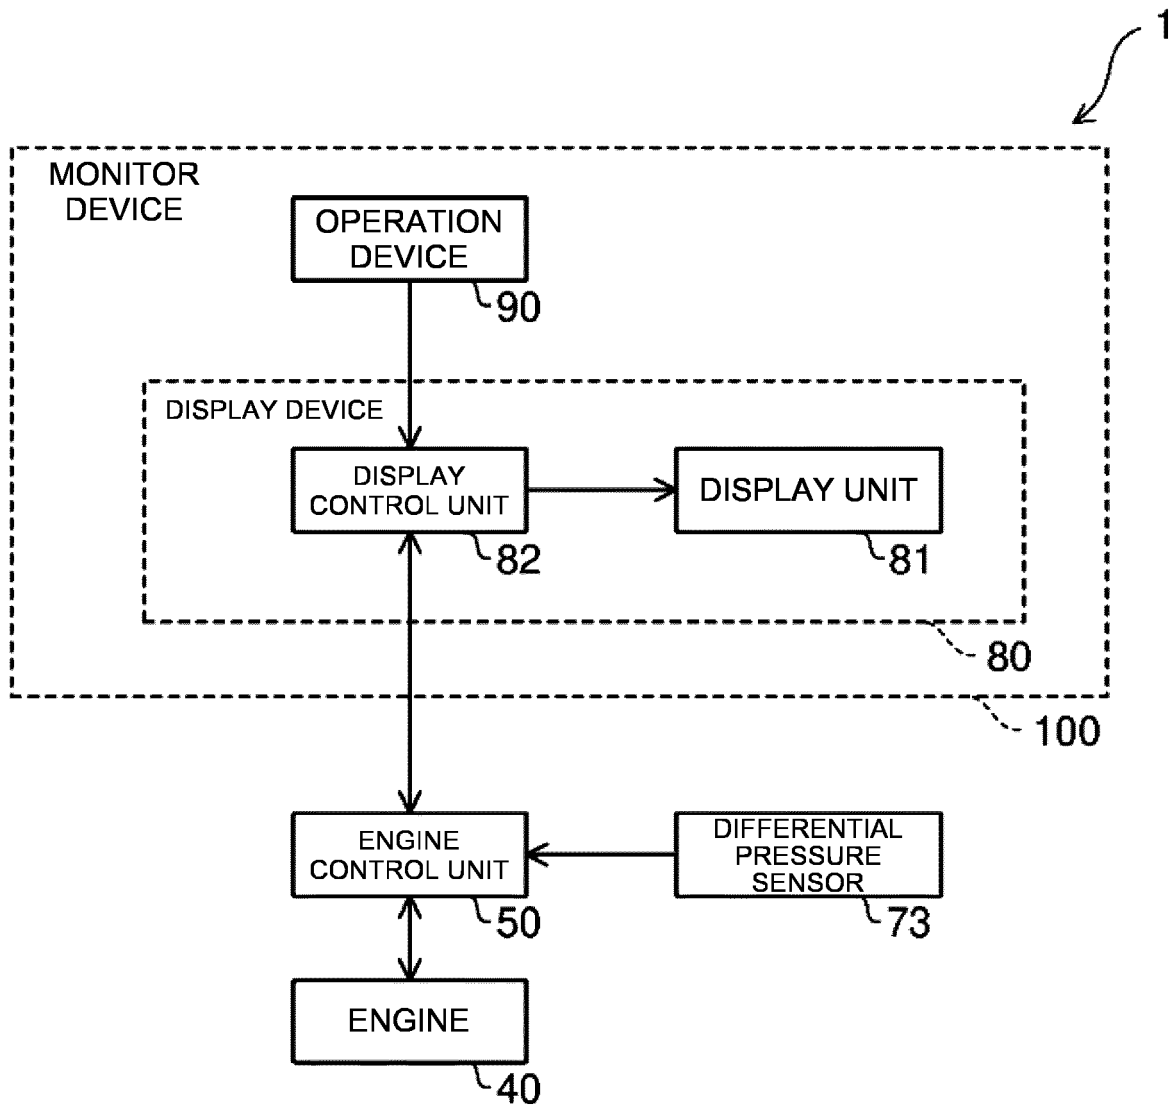 1
MONITOR
DEVICE
OPERATION
DEVICE
90
DISPLAY DEVICE
DISPLAY
CONTROL UNIT
82
DISPLAY UNIT
81
80
100
ENGINE
CONTROL UNIT
50
DIFFERENTIAL
PRESSURE
SENSOR
73
ENGINE
40